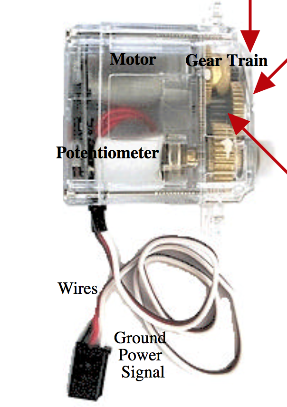 Motor Gear Train
Potentiometer
Wires
Ground
Power
Signal